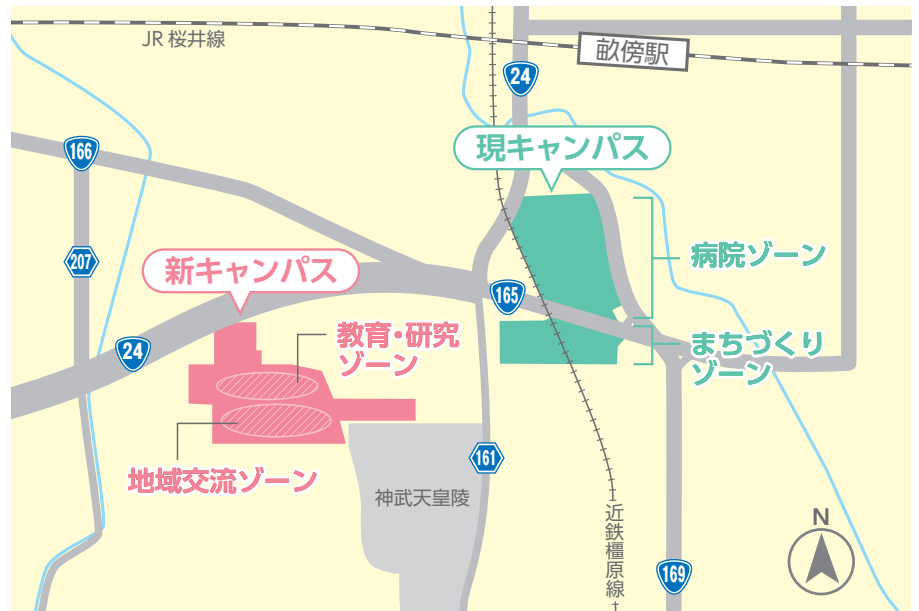 JR 桜井線
畝傍駅
24
166
現キャンパス
207
新キャンパス
病院ゾーン
165
24
教育・研究
ゾーン
まちづくり
ゾーン
地域交流ゾーン
161
神武天皇陵
近鉄橿原線
N
169